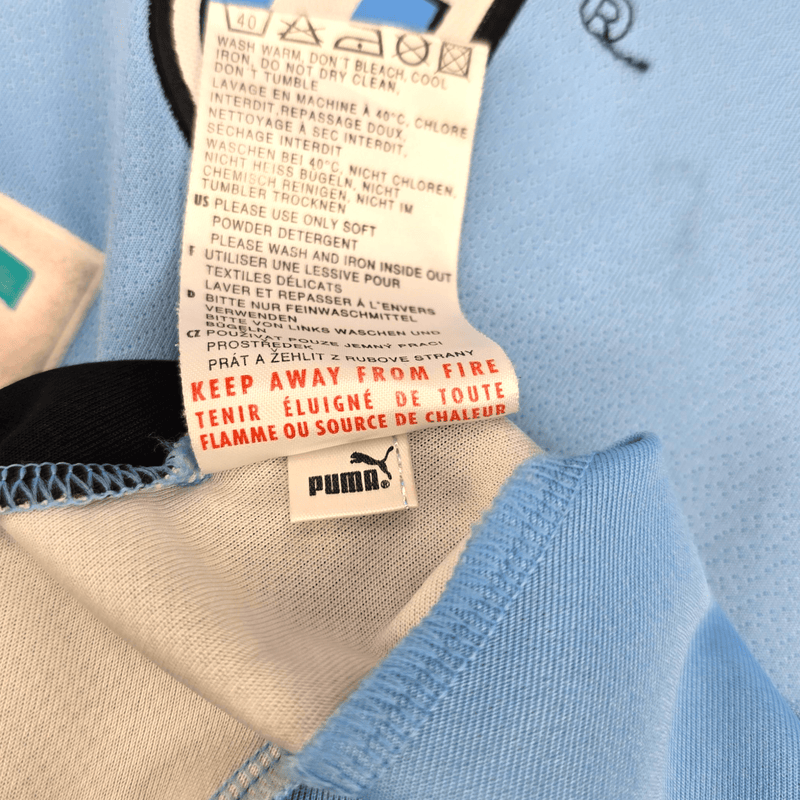 ®
40
WASH WARM, DON'T BLEACH, COOL
IRON, DO NOT DRY CLEAN,
DON'T TUMBLE
LAVAGE EN MACHINE À 40°C, CHLORE
INTERDIT,REPASSAGE DOUX,
NETTOYAGE À SEC INTERDIT,
SÉCHAGE INTERDIT
WASCHEN BEI 40°C, NICHT CHLOREN,
NICHT HEISS BÜGELN, NICHT
CHEMISCH REINIGEN, NICHT IM
TUMBLER TROCKNEN
US PLEASE USE ONLY SOFT
POWDER DETERGENT
PLEASE WASH AND IRON INSIDE OUT
F UTILISER UNE LESSIVE POUR
TEXTILES DÉLICATS
LAVER ET REPASSER À L'ENVERS
D BITTE NUR FEINWASCHMITTEL
VERWENDEN
BITTE VON LINKS WASCHEN UND
BÜGELN
CZ POUŽÍVAT POUZE JEMNÝ PRACÍ
PROSTŘEDEK
PRÁT A ŽEHLIT Z RUBOVÉ STRANY
KEEP AWAY FROM FIRE
TENIR ÉLUIGNÉ DE TOUTE
FLAMME OU SOURCE DE CHALEUR
PUMA®